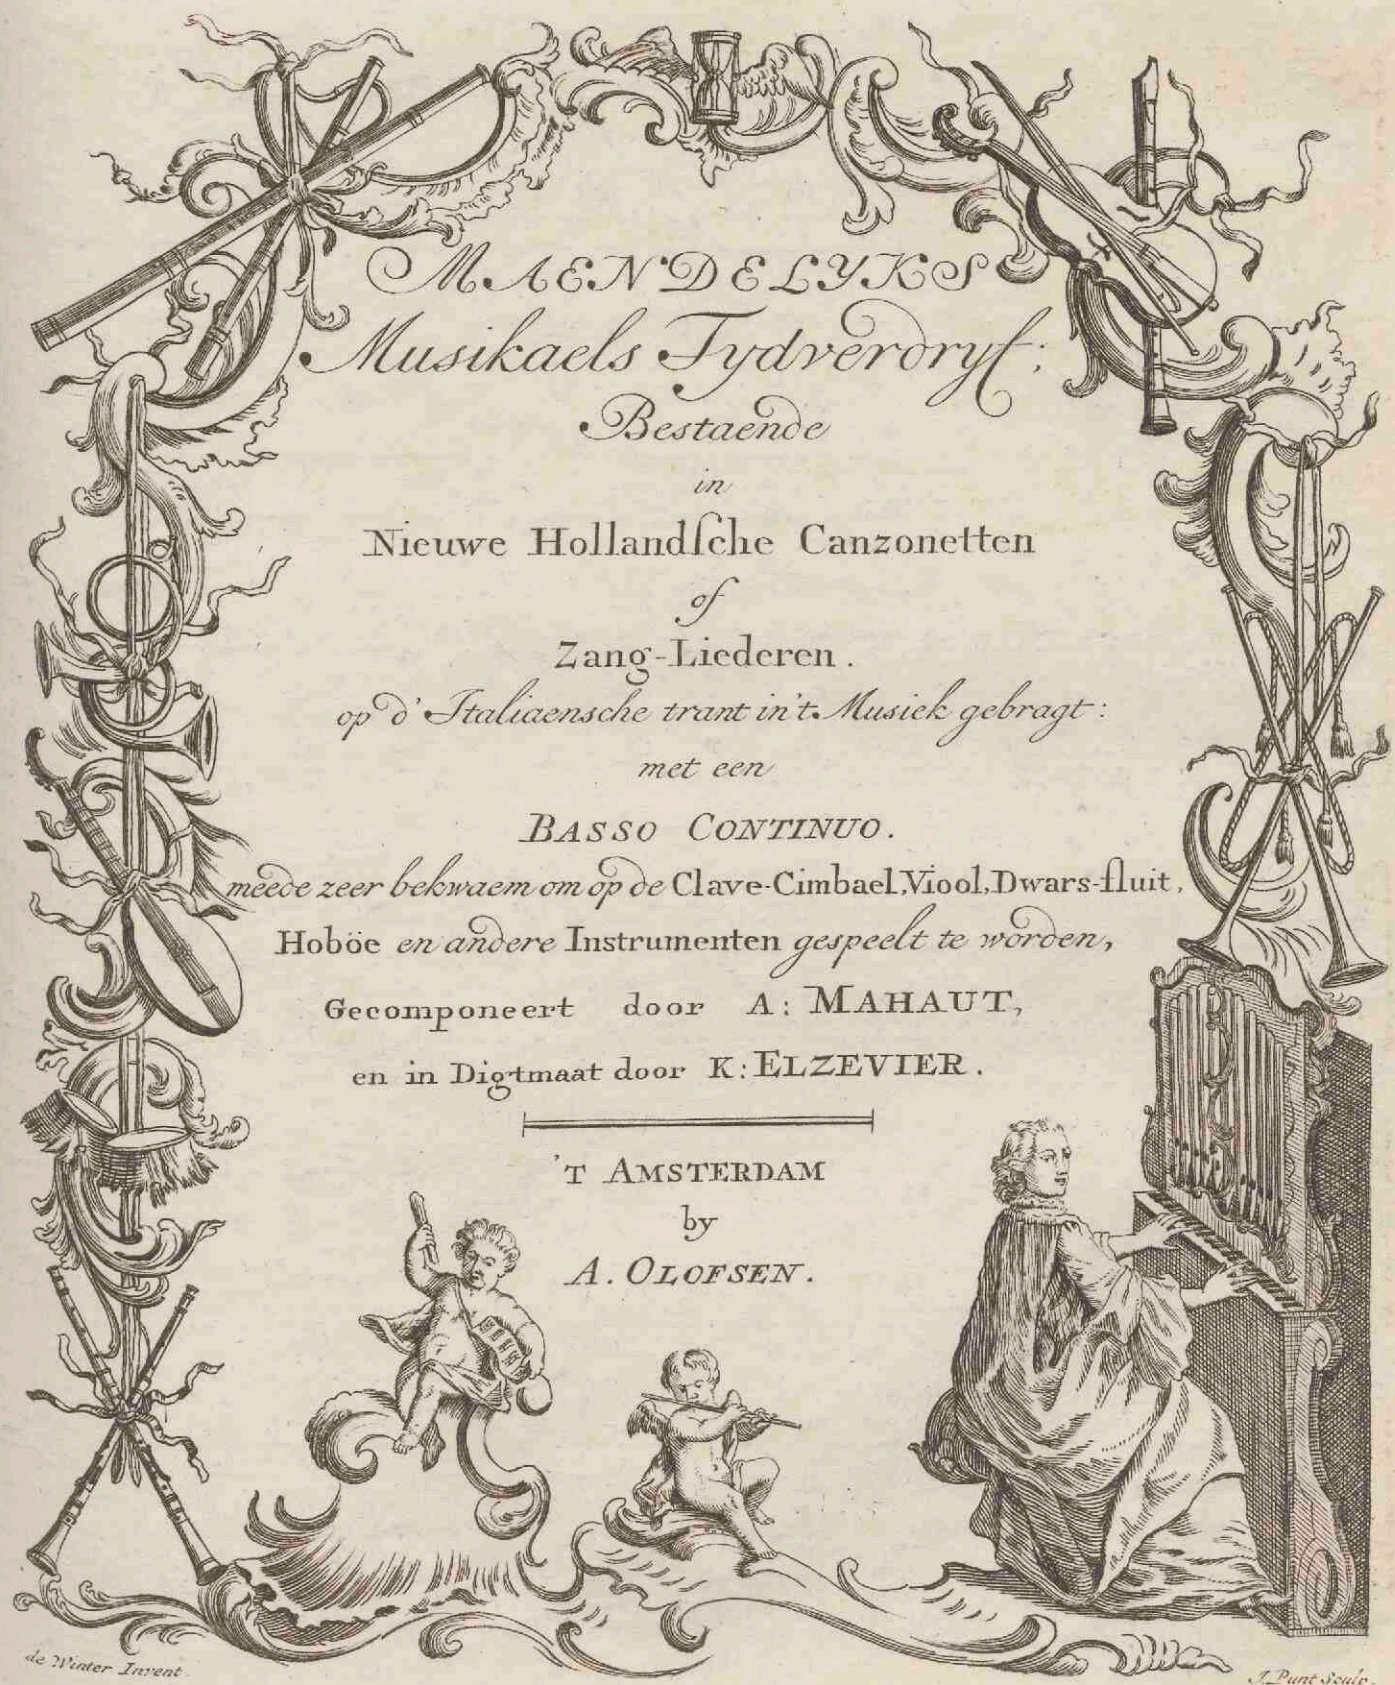 MAENDELYKS
Musikaels Tydverdryf;
Bestaende
in
Nieuwe Hollandſche Canzonetten
of
Zang-Liederen.
op d' Italiaensche trant in 't Musiek gebragt:
met een
BASSO CONTINUO.
meede zeer bekwaem om op de Clave-Cimbael, Viool, Dwars-fluit,
Hoböe en andere Instrumenten gespeelt te worden,
Gecomponeert door A: MAHAUT,
en in Digtmaat door K: ELZEVIER.
'T AMSTERDAM
by
A. OLOFSEN.
de Winter Invent.
J. Punt Sculp.